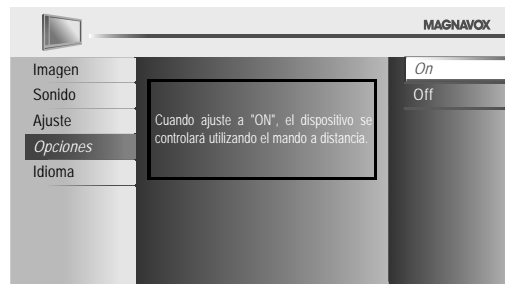 MAGNAVOX
Imagen
Sonido
Ajuste
Opciones
Idioma
Cuando ajuste a "ON", el dispositivo se
controlará utilizando el mando a distancia.
On
Off